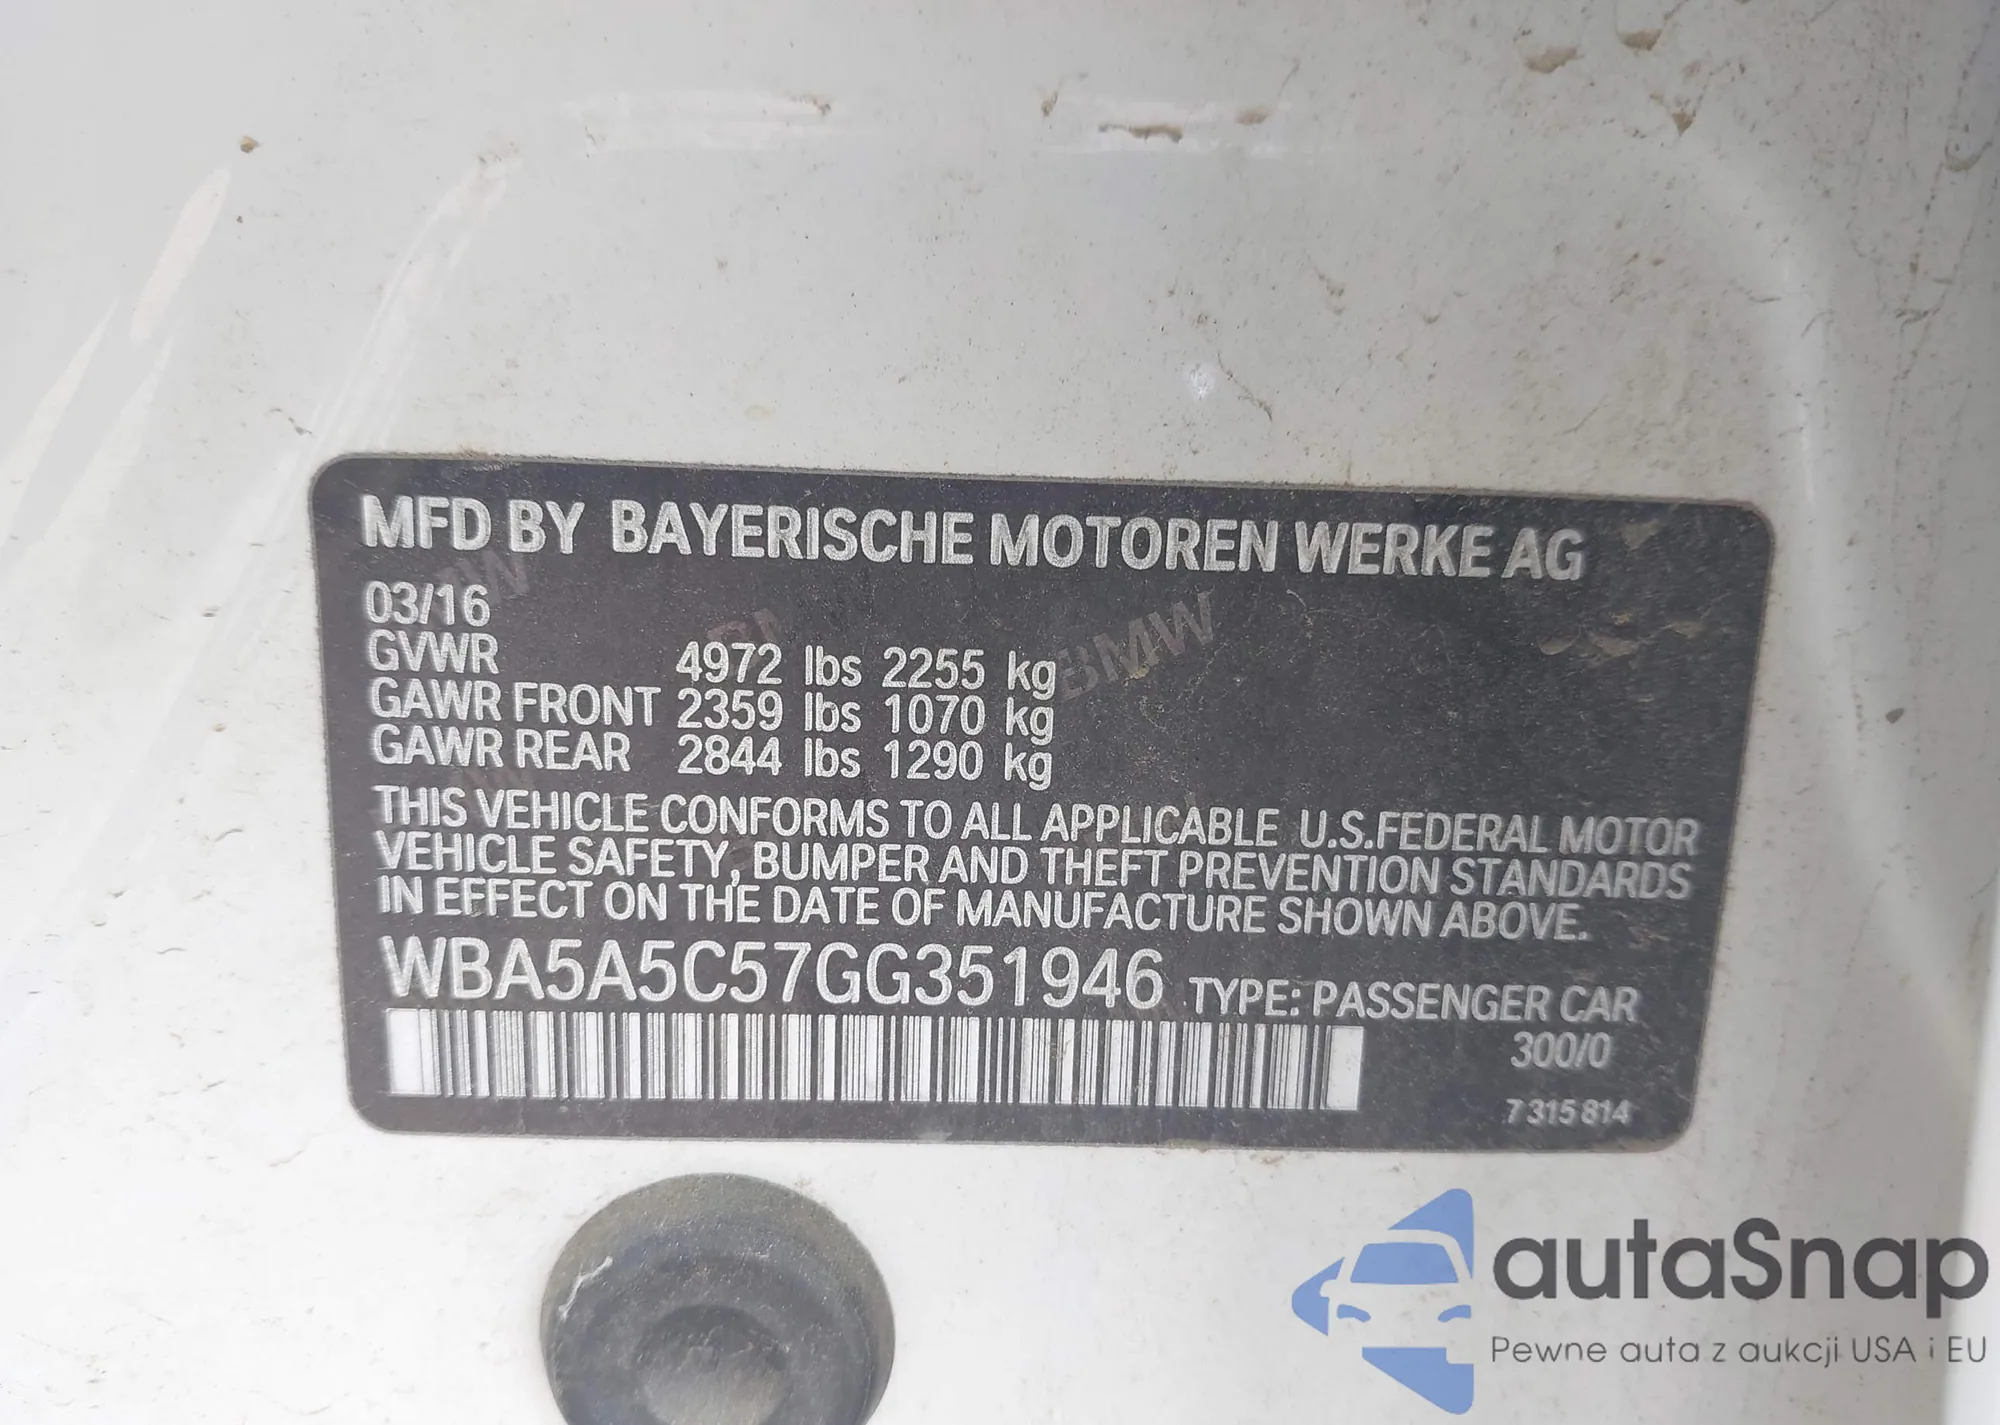 MFD BY BAYERISCHE MOTOREN WERKE AG
03/16
GVWR 4972 lbs 2255 kg
GAWR FRONT 2359 lbs 1070 kg
GAWR REAR 2844 lbs 1290 kg
THIS VEHICLE CONFORMS TO ALL APPLICABLE U.S.FEDERAL MOTOR
VEHICLE SAFETY, BUMPER AND THEFT PREVENTION STANDARDS
IN EFFECT ON THE DATE OF MANUFACTURE SHOWN ABOVE.
WBA5A5C57GG351946 TYPE: PASSENGER CAR
300/0
7 315 814
BMW
autaSnap
Pewne auta z aukcji USA i EU